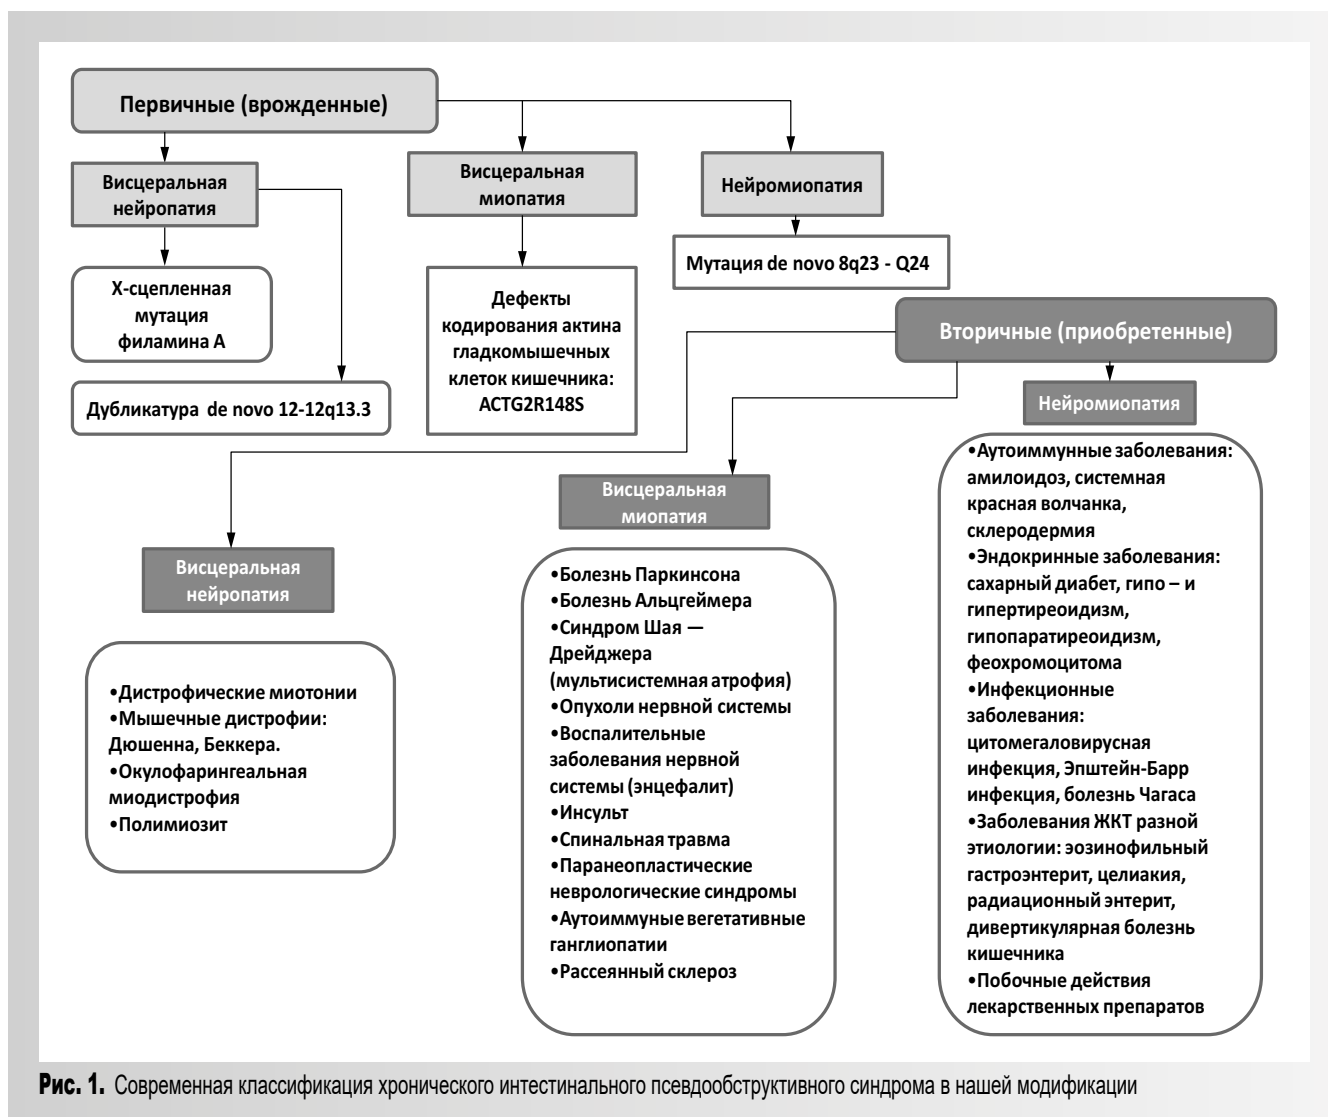 Первичные (врожденные)
Висцеральная
нейропатия
Висцеральная
миопатия
Нейромиопатия
Х-сцепленная
мутация
филамина А
Дубликатура de novo 12-12q13.3
Дефекты
кодирования актина
гладкомышечных
клеток кишечника:
ACTG2R148S
Мутация de novo 8q23 - Q24
Вторичные (приобретенные)
Висцеральная
нейропатия
•Дистрофические миотонии
•Мышечные дистрофии:
Дюшенна, Беккера.
•Окулофарингеальная
миодистрофия
•Полимиозит
Висцеральная
миопатия
•Болезнь Паркинсона
•Болезнь Альцгеймера
•Синдром Шая —
Дрейджера
(мультисистемная атрофия)
•Опухоли нервной системы
•Воспалительные
заболевания нервной
системы (энцефалит)
•Инсульт
•Спинальная травма
•Паранеопластические
неврологические синдромы
•Аутоиммуные вегетативные
ганглиопатии
•Рассеянный склероз
Нейромиопатия
•Аутоиммунные заболевания:
амилоидоз, системная
красная волчанка,
склеродермия
•Эндокринные заболевания:
сахарный диабет, гипо – и
гипертиреоидизм,
гипопаратиреоидизм,
феохромоцитома
•Инфекционные
заболевания:
цитомегаловирусная
инфекция, Эпштейн-Барр
инфекция, болезнь Чагаса
•Заболевания ЖКТ разной
этиологии: эозинофильный
гастроэнтерит, целиакия,
радиационный энтерит,
дивертикулярная болезнь
кишечника
•Побочные действия
лекарственных препаратов
Рис. 1. Современная классификация хронического интестинального псевдообструктивного синдрома в нашей модификации